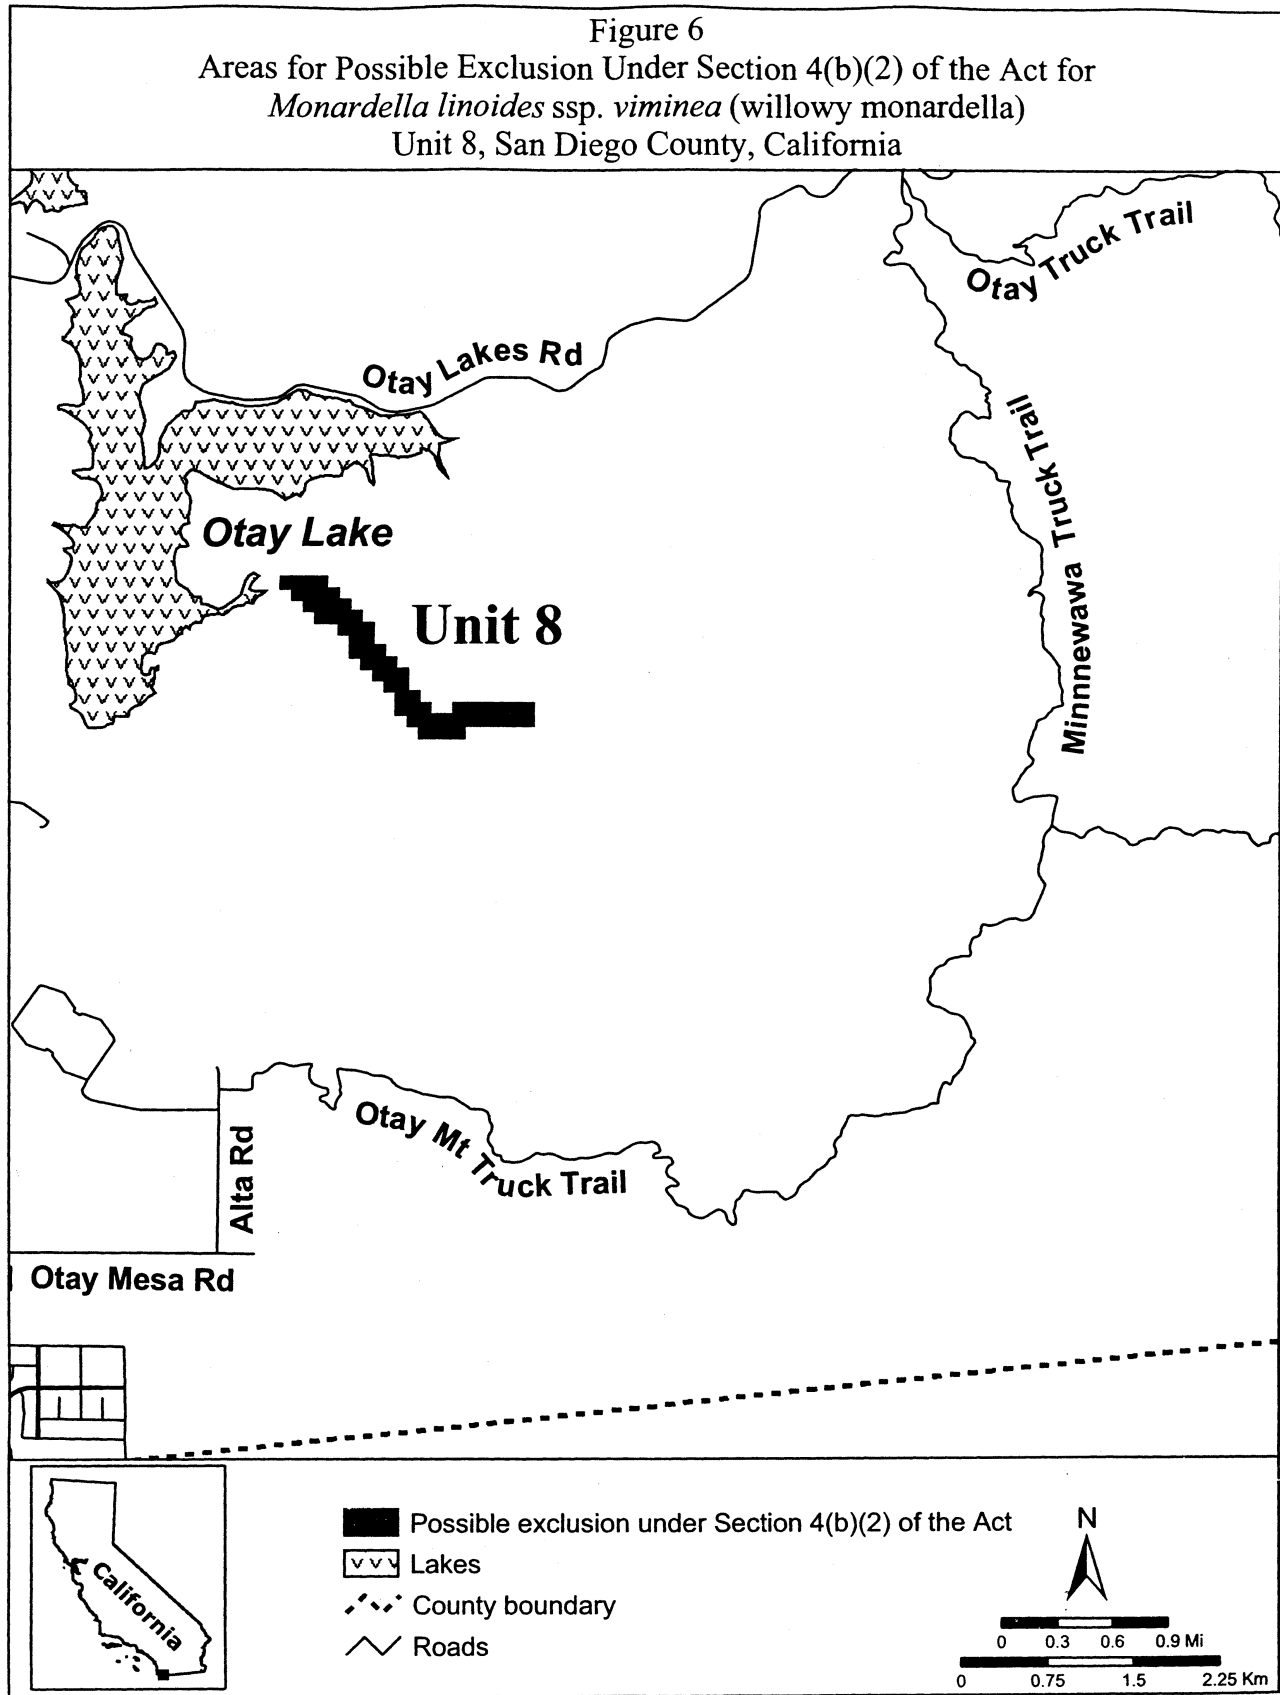 Figure 6
Areas for Possible Exclusion Under Section 4(b)(2) of the Act for
Monardella linoides ssp. viminea (willowy monardella)
Unit 8, San Diego County, California
Otay Truck Trail
Otay Lakes Rd
Minnnewawa Truck Trail
Otay Lake
Unit 8
Otay Mt Truck Trail
Alta Rd
Otay Mesa Rd
California
Possible exclusion under Section 4(b)(2) of the Act
Lakes
County boundary
Roads
N
0 0.3 0.6 0.9 Mi
0 0.75 1.5 2.25 Km